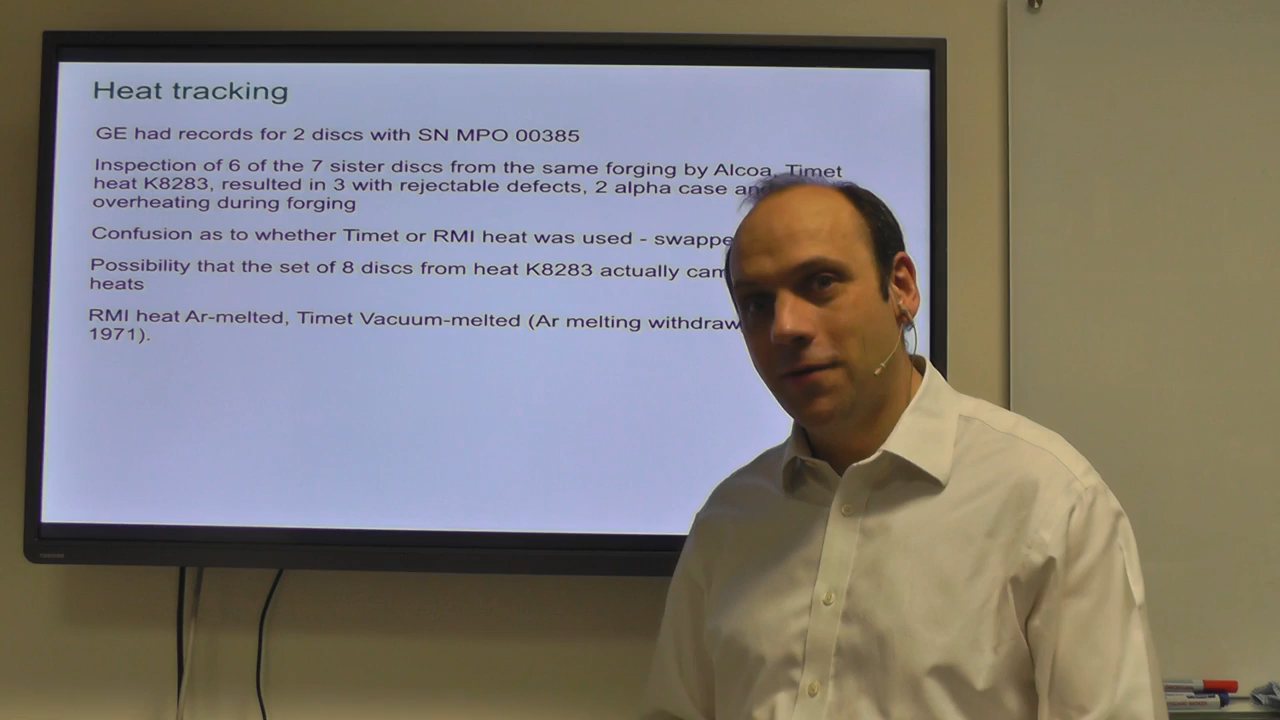 Heat tracking
GE had records for 2 discs with SN MPO 00385
Inspection of 6 of the 7 sister discs from the same forging by Alcoa, Timet
heat K8283, resulted in 3 with rejectable defects, 2 alpha case
overheating during forging
Confusion as to whether Timet or RMI heat was used -
Possibility that the set of 8 discs from heat K8283 actually
heats
RMI heat Ar-melted, Timet Vacuum-melted (Ar melting
1971).
TOSHIBA